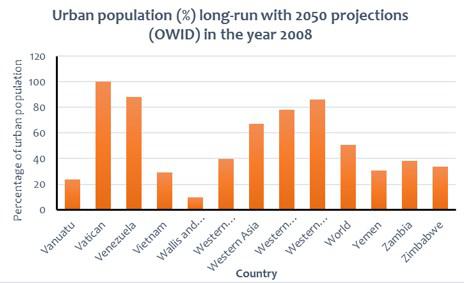 Urban population (%) long-run with 2050 projections
(OWID) in the year 2008
Percentage of urban population
120
100
80
60
40
20
0
Vanuatu
Vatican
Venezuela
Vietnam
Wallis and...
Western...
Western Asia
Western...
Western...
World
Yemen
Zambia
Zimbabwe
Country